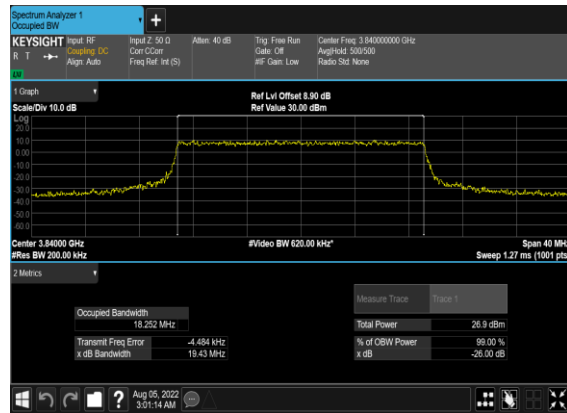 Spectrum Analyzer 1
Occupied BW
+
KEYSIGHT Input: RF Input Z: 50 Ω Atten: 40 dB Trig: Free Run Center Freq: 3.840000000 GHz
R T Coupling: DC Corr CCorr Gate: Off Avg|Hold: 500/500
Align: Auto Freq Ref: Int (S) #IF Gain: Low Radio Std: None
LW
1 Graph Ref Lvl Offset 8.90 dB
Scale/Div 10.0 dB Ref Value 30.00 dBm
Log
20.0
10.0
0.00
-10.0
-20.0
-30.0
-40.0
-50.0
-60.0
Center 3.84000 GHz #Video BW 620.00 kHz* Span 40 MHz
#Res BW 200.00 kHz Sweep 1.27 ms (1001 pts
2 Metrics
Measure Trace Trace 1
Occupied Bandwidth
18.252 MHz Total Power 26.9 dBm
Transmit Freq Error -4.484 kHz % of OBW Power 99.00 %
x dB Bandwidth 19.43 MHz x dB -26.00 dB
? Aug 05, 2022
3:01:14 AM